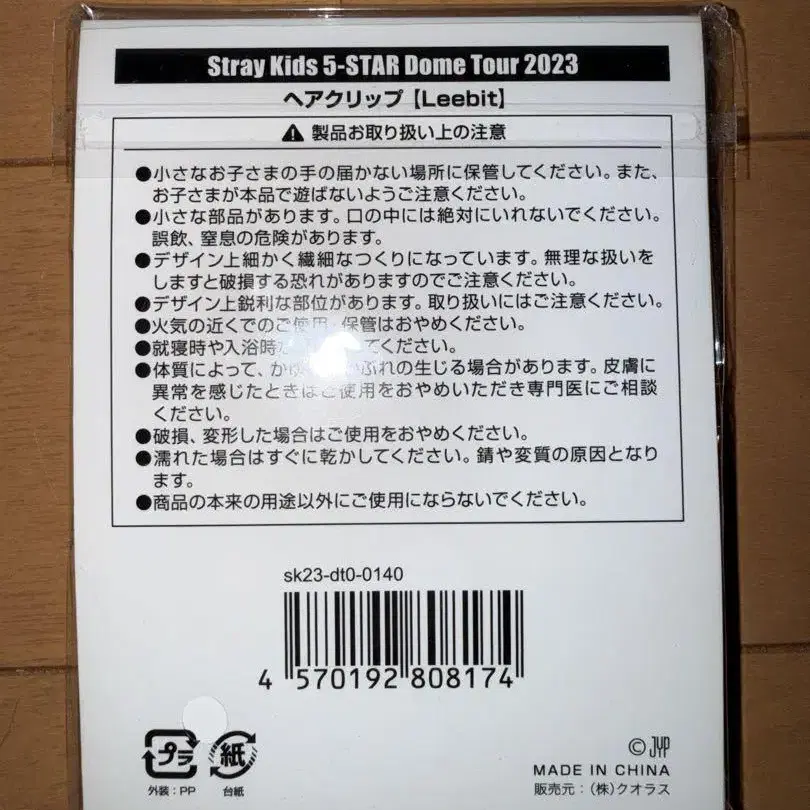 Stray Kids 5-STAR Dome Tour 2023
ヘアクリップ【Leebit】
製品お取り扱い上の注意
●小さなお子さまの手の届かない場所に保管してください。また、
お子さまが本品で遊ばないようご注意ください。
●小さな部品があります。口の中には絶対にいれないでください。
誤飲、窒息の危険があります。
●デザイン上細かく繊細なつくりになっています。無理な扱いを
しますと破損する恐れがありますのでご注意ください。
●デザイン上鋭利な部位があります。取り扱いにはご注意ください。
●火気の近くでのご使用・保管はおやめください。
●就寝時や入浴時 てください。
●体質によって、か ぶれの生じる場合があります。皮膚に
異常を感じたときはご使用をおやめいただき専門医にご相談
ください。
●破損、変形した場合はご使用をおやめください。
●濡れた場合はすぐに乾かしてください。錆や変質の原因となり
ます。
●商品の本来の用途以外にご使用にならないでください。
sk23-dt0-0140
4 570192 808174
プラ 紙
外装：PP 台紙
© JYP
MADE IN CHINA
販売元：(株)クオラス